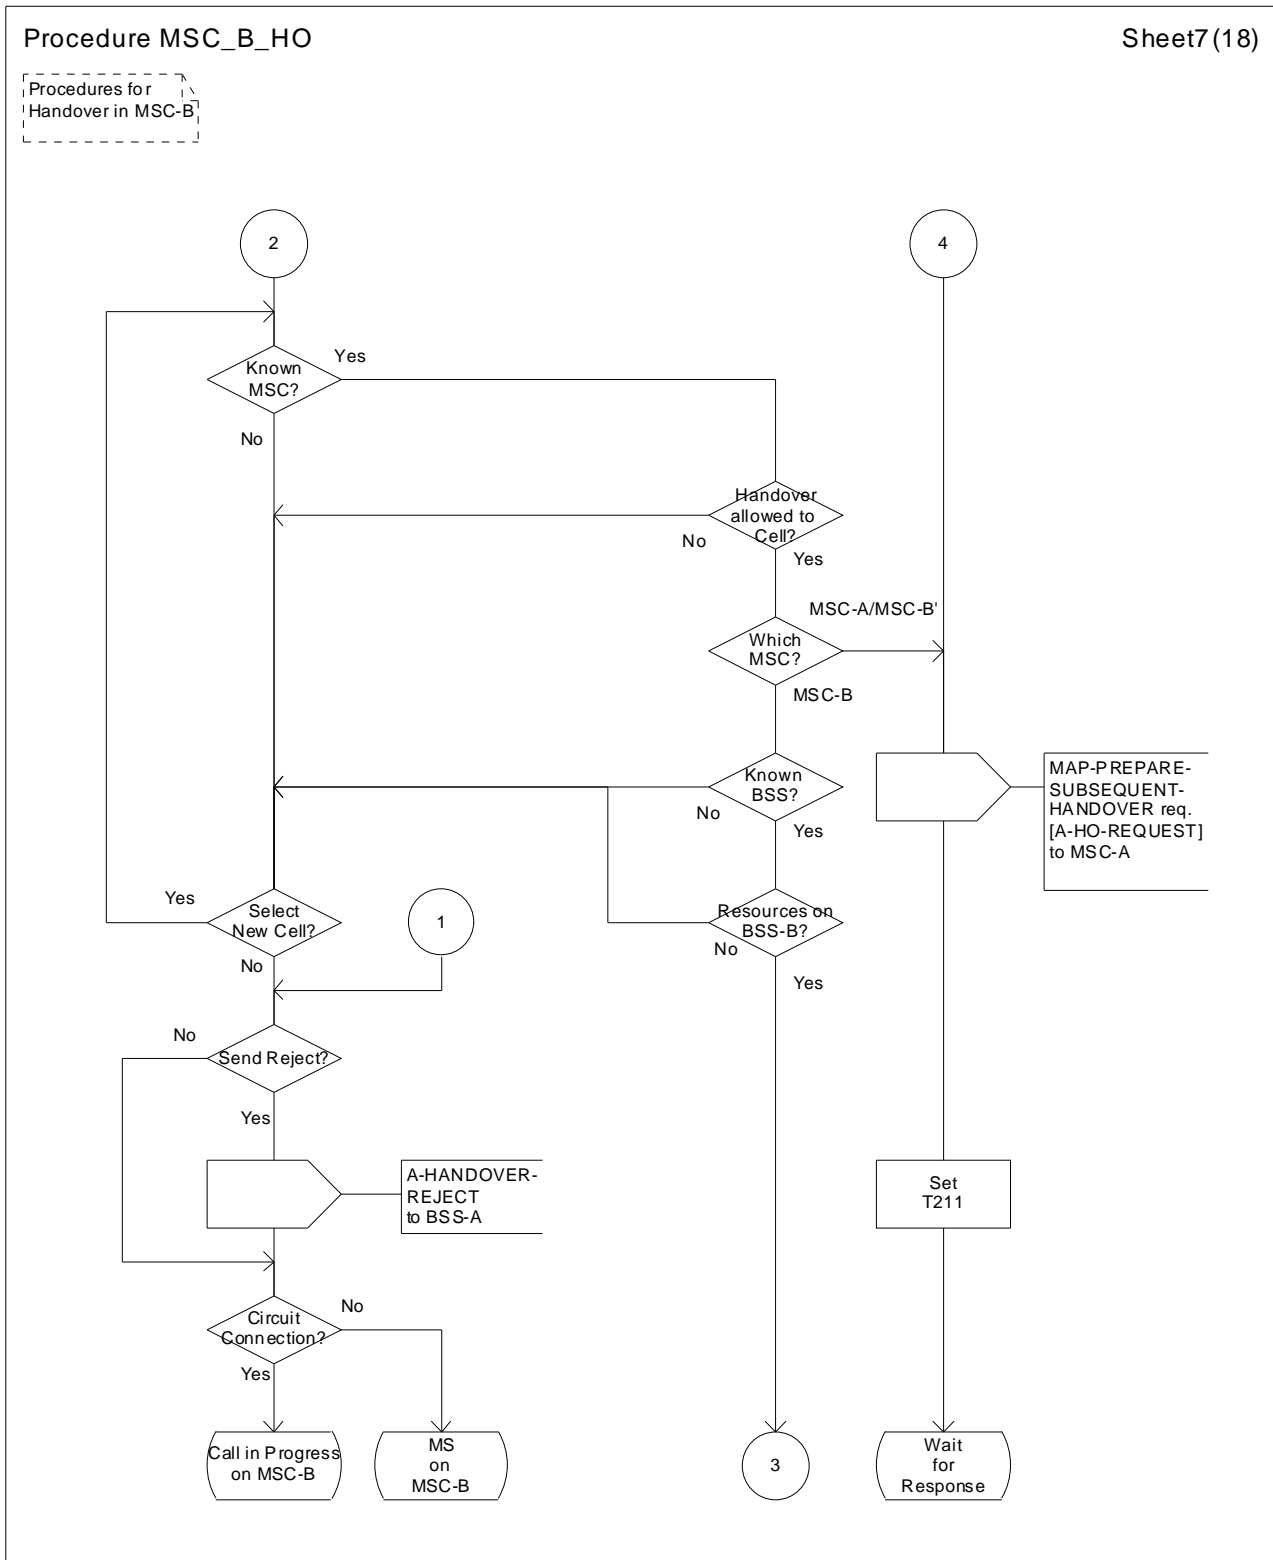 Procedure MSC_B_HO
Sheet7(18)
Procedures for
Handover in MSC-B
2
4
Known
MSC?
Yes
No
Handover
allowed to
Cell?
No
Yes
MSC-A/MSC-B'
Which
MSC?
MSC-B
Known
BSS?
No
Yes
MAP-PREPARE-
SUBSEQUENT-
HANDOVER req.
[A-HO-REQUEST]
to MSC-A
Yes
Select
New Cell?
No
1
Resources on
BSS-B?
No
Yes
No
Send Reject?
Yes
A-HANDOVER-
REJECT
to BSS-A
Set
T211
Circuit
Connection?
No
Yes
Call in Progress
on MSC-B
MS
on
MSC-B
3
Wait
for
Response